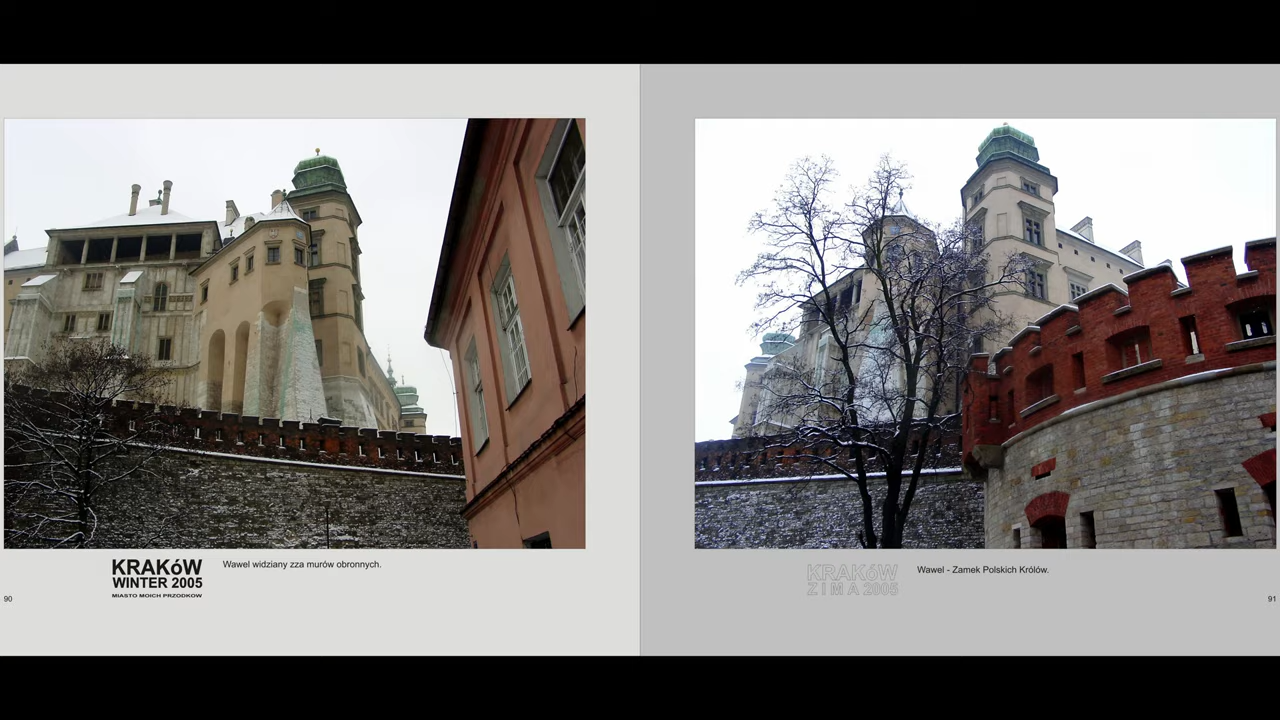 KRAKóW
WINTER 2005
MIASTO MOICH PRZODKOW
Wawel widziany zza murów obronnych.
90
KRAKóW
ZIMA 2005
Wawel - Zamek Polskich Królów.
91